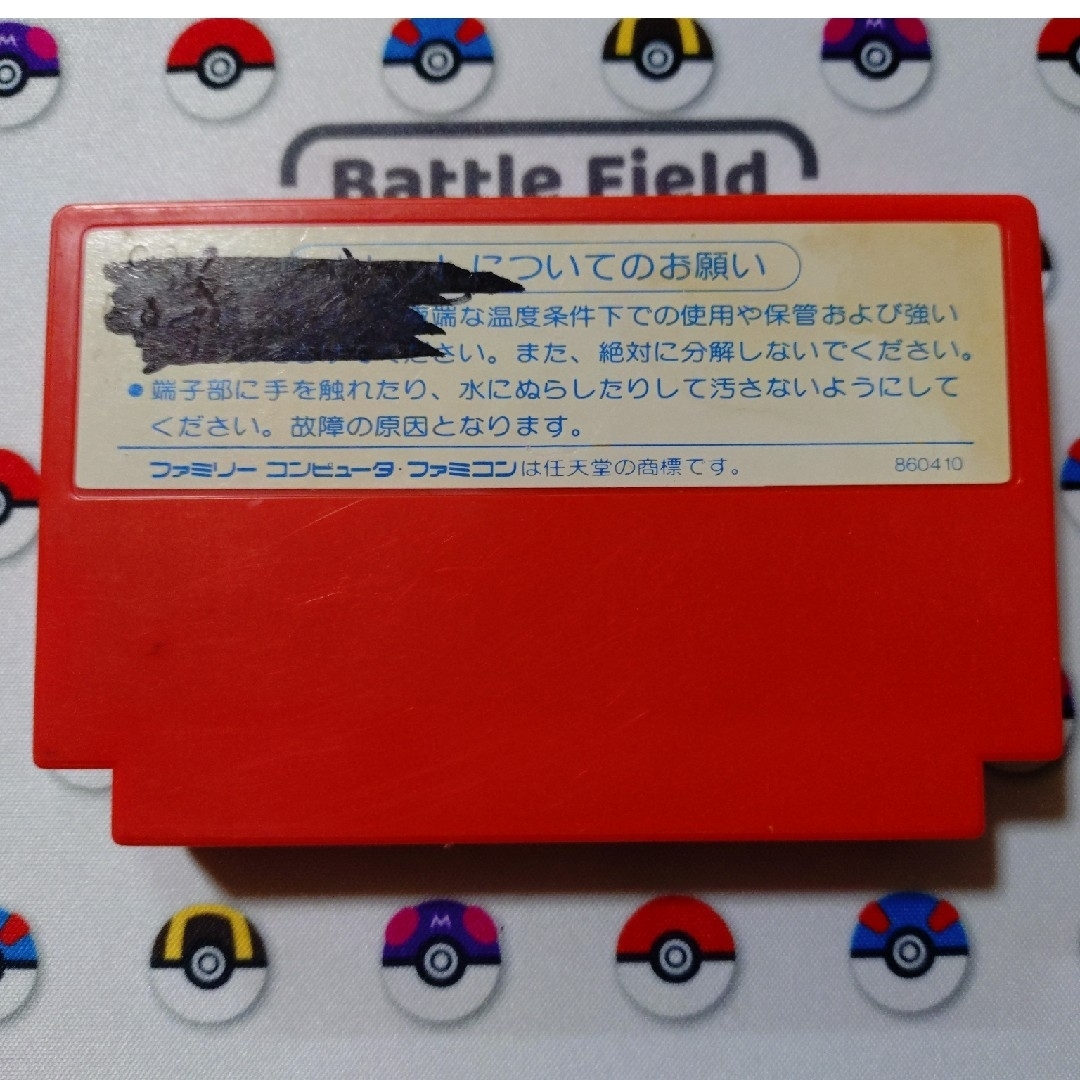 Battle Field
についてのお願い
端な温度条件下での使用や保管および強い
ださい。また、絶対に分解しないでください。
●端子部に手を触れたり、水にぬらしたりして汚さないようにして
ください。故障の原因となります。
ファミリー コンピュータ・ファミコンは任天堂の商標です。 860410
M
M
M